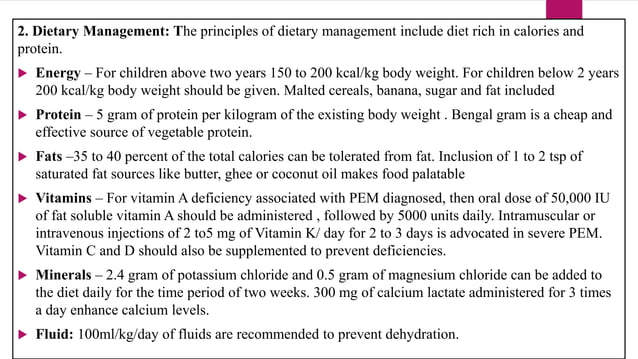 2. Dietary Management: The principles of dietary management include diet rich in calories and
protein.
Energy – For children above two years 150 to 200 kcal/kg body weight. For children below 2 years
200 kcal/kg body weight should be given. Malted cereals, banana, sugar and fat included
Protein – 5 gram of protein per kilogram of the existing body weight . Bengal gram is a cheap and
effective source of vegetable protein.
Fats –35 to 40 percent of the total calories can be tolerated from fat. Inclusion of 1 to 2 tsp of
saturated fat sources like butter, ghee or coconut oil makes food palatable
Vitamins – For vitamin A deficiency associated with PEM diagnosed, then oral dose of 50,000 IU
of fat soluble vitamin A should be administered , followed by 5000 units daily. Intramuscular or
intravenous injections of 2 to5 mg of Vitamin K/ day for 2 to 3 days is advocated in severe PEM.
Vitamin C and D should also be supplemented to prevent deficiencies.
Minerals – 2.4 gram of potassium chloride and 0.5 gram of magnesium chloride can be added to
the diet daily for the time period of two weeks. 300 mg of calcium lactate administered for 3 times
a day enhance calcium levels.
Fluid: 100ml/kg/day of fluids are recommended to prevent dehydration.